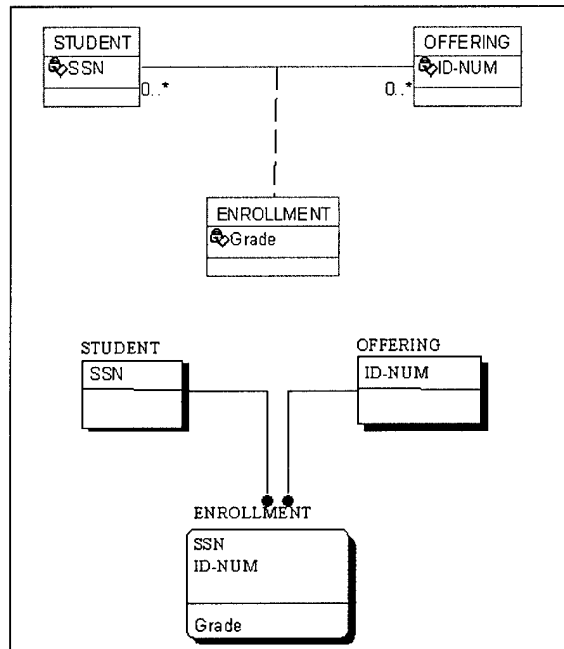 STUDENT
SSN
OFFERING
ID-NUM
0..*
0..*
ENROLLMENT
Grade
STUDENT
SSN
OFFERING
ID-NUM
ENROLLMENT
SSN
ID-NUM
Grade